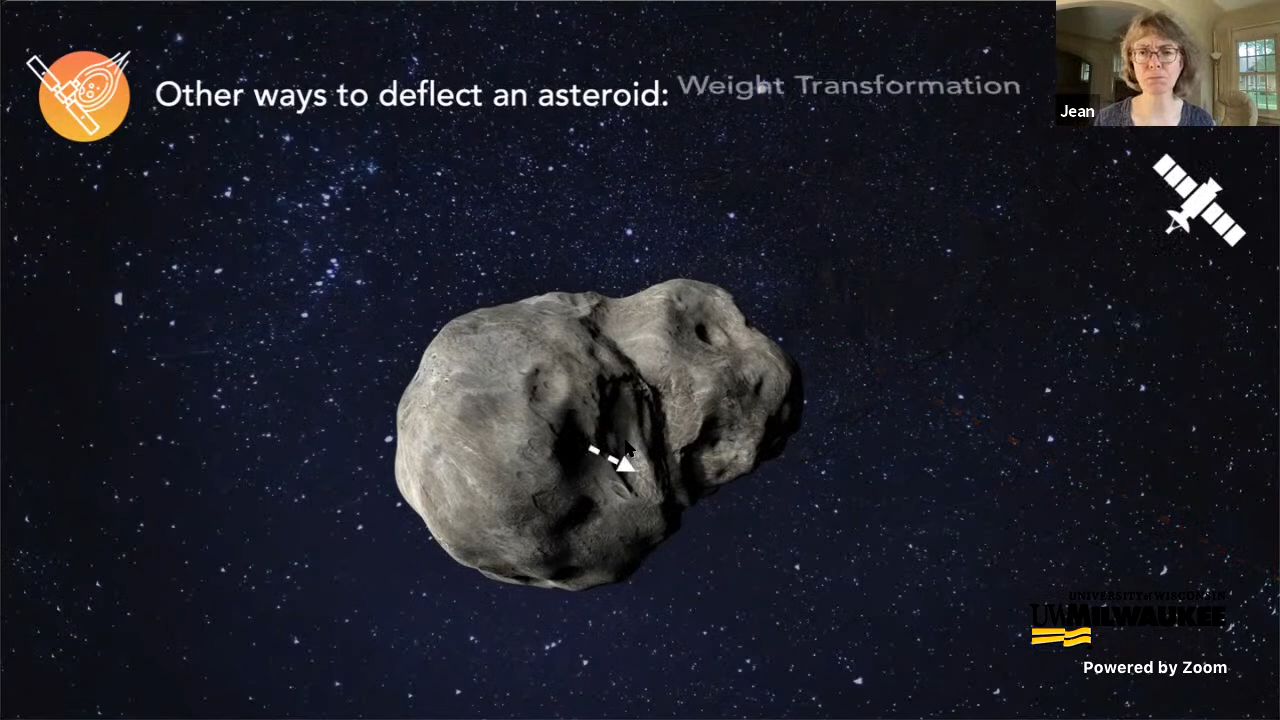 Other ways to deflect an asteroid: Weight Transformation
Jean
UNIVERSITY of WISCONSIN
UWMILWAUKEE
Powered by Zoom